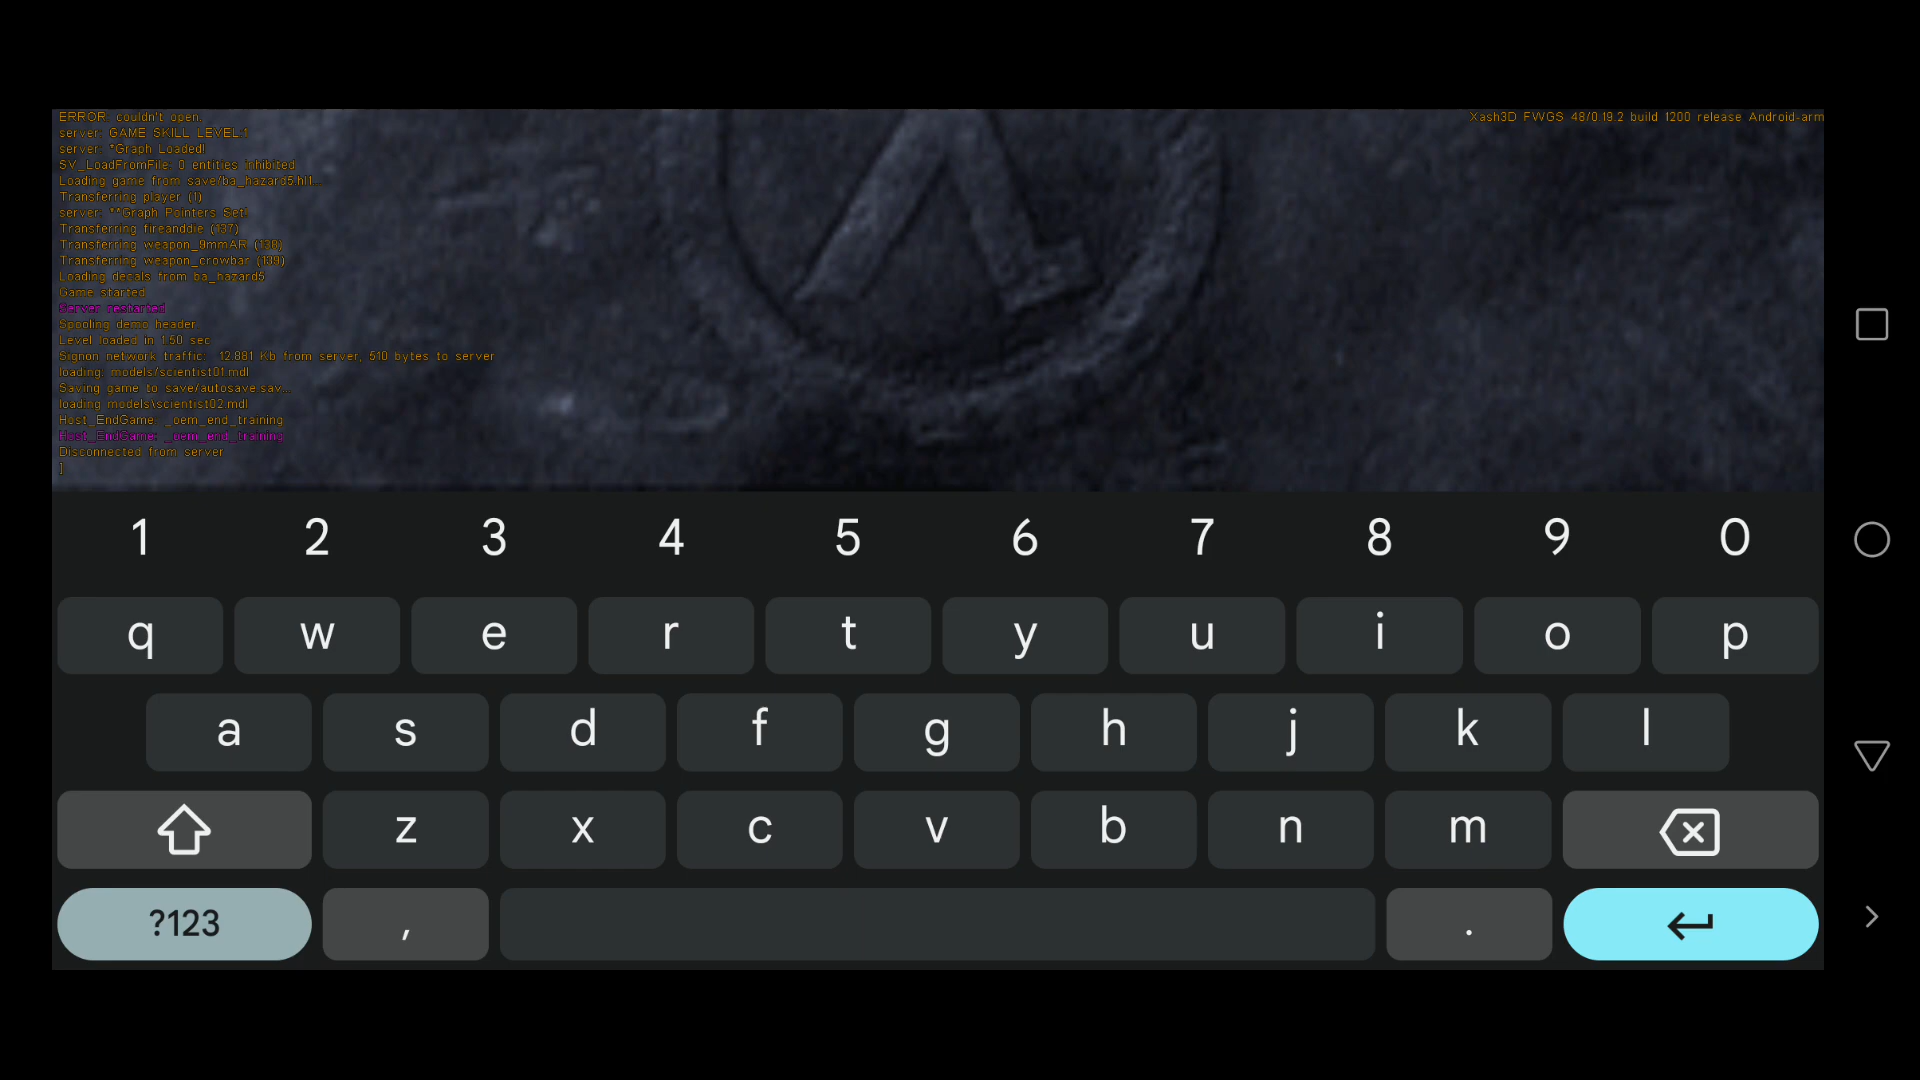 ERROR: couldn't open.
Xash3D FWGS 48/0.19.2 build 1200 release Android-arm
server: GAME SKILL LEVEL:1
server: *Graph Loaded!
SV_LoadFromFile: 0 entities inhibited
Loading game from save/ba_hazard5.hl1...
Transferring player (1)
server: **Graph Pointers Set!
Transferring fireanddie (137)
Transferring weapon_9mmAR (138)
Transferring weapon_crowbar (139)
Loading decals from ba_hazard5
Game started
Server restarted
Spooling demo header.
Level loaded in 1.50 sec
Signon network traffic: 12.881 Kb from server, 510 bytes to server
loading: models/scientist01.mdl
Saving game to save/autosave.sav...
loading models\scientist02.mdl
Host_EndGame: _oem_end_training
Host_EndGame: _oem_end_training
Disconnected from server
]
1 2 3 4 5 6 7 8 9 0
q w e r t y u i o p
a s d f g h j k l
z x c v b n m
?123 , .